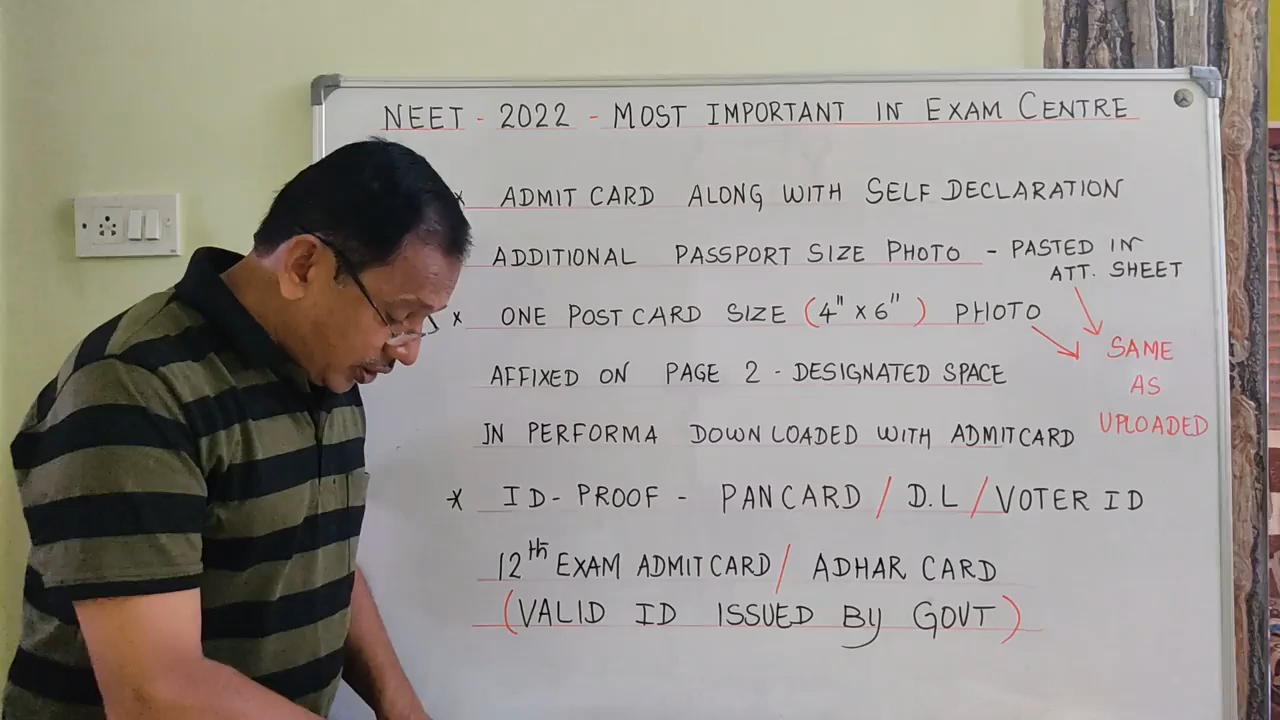 NEET - 2022 - MOST IMPORTANT IN EXAM CENTRE
* ADMIT CARD ALONG WITH SELF DECLARATION
ADDITIONAL PASSPORT SIZE PHOTO - PASTED IN
ATT. SHEET
* ONE POST CARD SIZE (4" x 6") PHOTO
SAME
AS
UPLOADED
AFFIXED ON PAGE 2 - DESIGNATED SPACE
IN PERFORMA DOWNLOADED WITH ADMITCARD
* ID - PROOF - PANCARD / D.L / VOTER ID
12th EXAM ADMITCARD / ADHAR CARD
(VALID ID ISSUED BY GOVT)